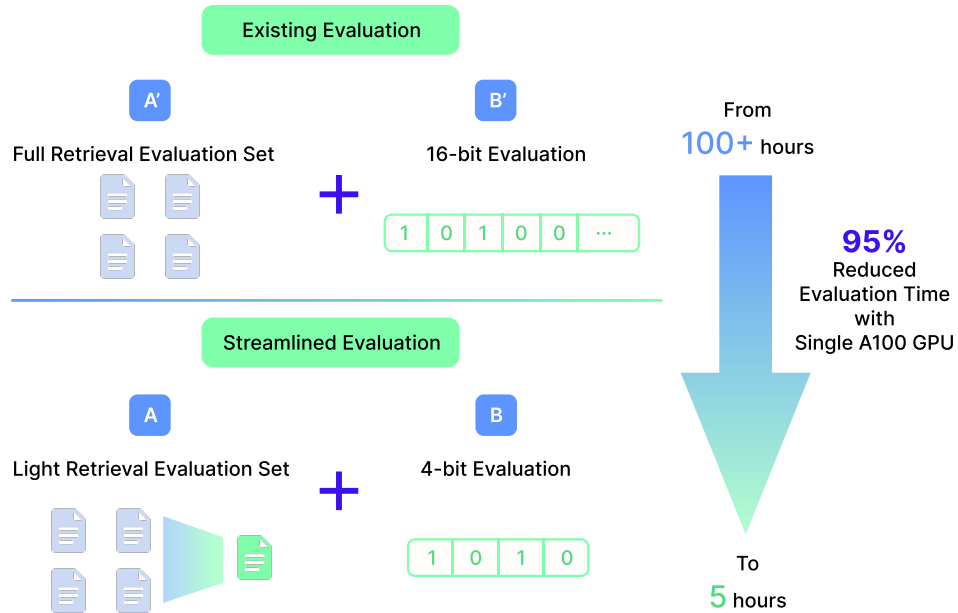 Existing Evaluation
A’
B’
Full Retrieval Evaluation Set
16-bit Evaluation
1 0 1 0 0 ...
From
100+ hours
95%
Reduced
Evaluation Time
with
Single A100 GPU
Streamlined Evaluation
A
B
Light Retrieval Evaluation Set
4-bit Evaluation
1 0 1 0
To
5 hours